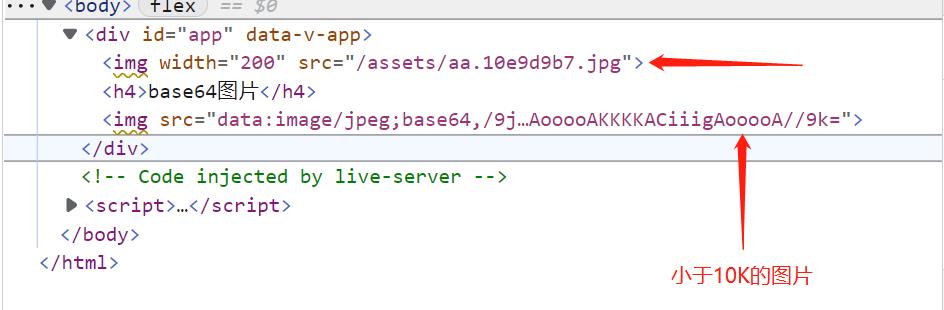 ··· ▼ <body> flex == $0
▼ <div id="app" data-v-app>
<img width="200" src="/assets/aa.10e9d9b7.jpg">
<h4>base64图片</h4>
<img src="data:image/jpeg;base64,/9j…AooooAKKKKACiiigAooooA//9k=">
</div>
<!-- Code injected by live-server -->
▶ <script>…</script>
</body>
</html>
小于10K的图片